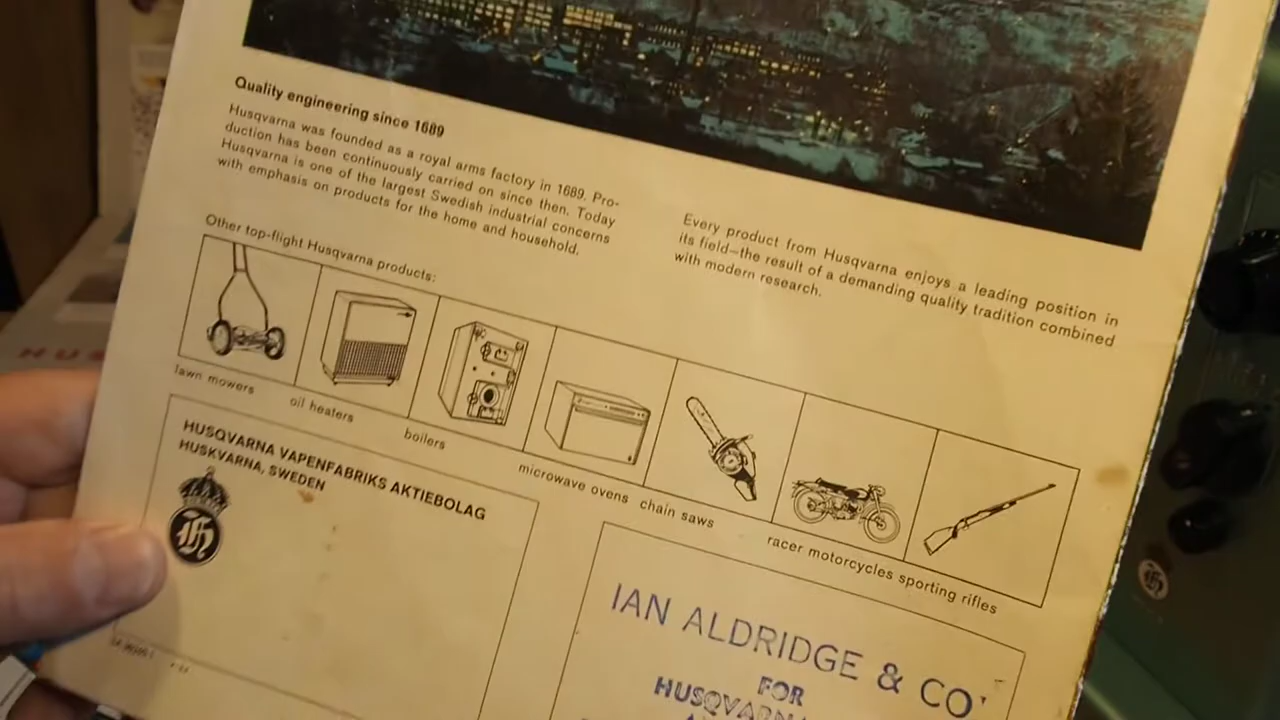 Quality engineering since 1689
Husqvarna was founded as a royal arms factory in 1689. Pro-
duction has been continuously carried on since then. Today
Husqvarna is one of the largest Swedish industrial concerns
with emphasis on products for the home and household.
Every product from Husqvarna enjoys a leading position in
its field—the result of a demanding quality tradition combined
with modern research.
Other top-flight Husqvarna products:
lawn mowers
oil heaters
boilers
microwave ovens
chain saws
racer motorcycles
sporting rifles
HUSQVARNA VAPENFABRIKS AKTIEBOLAG
HUSKVARNA, SWEDEN
H
IAN ALDRIDGE & CO
FOR
HUSQVARNA